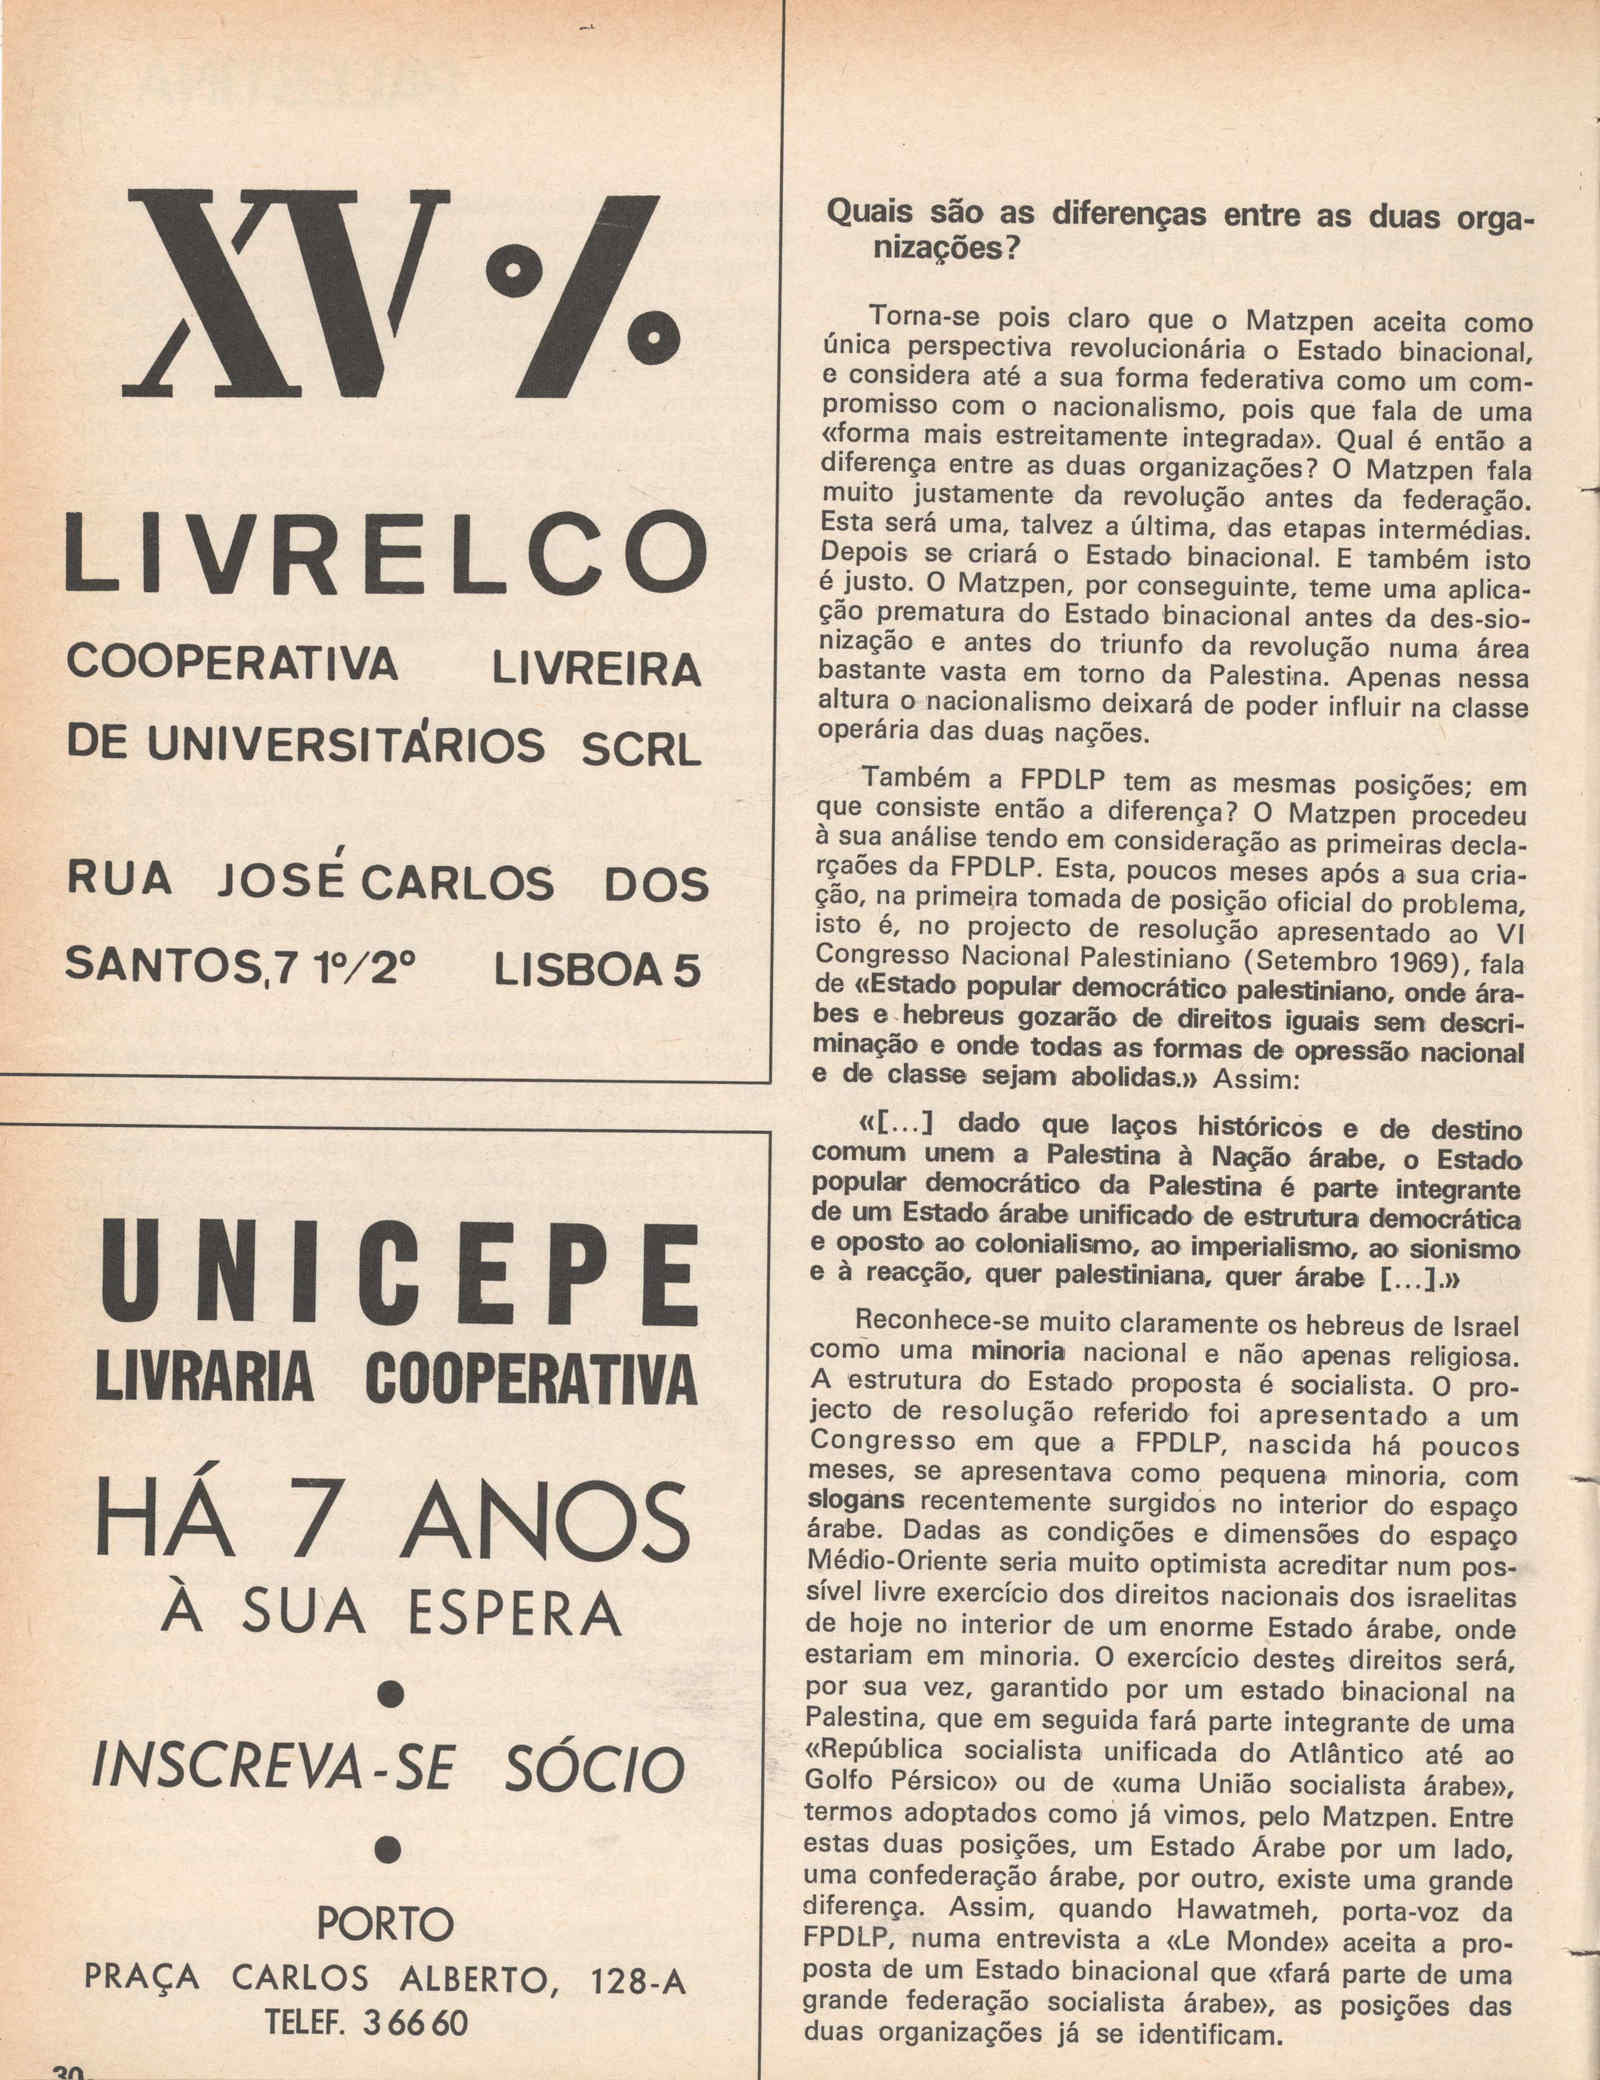 XV %
LIVRELCO
COOPERATIVA LIVREIRA
DE UNIVERSITÁRIOS SCRL
RUA JOSÉ CARLOS DOS
SANTOS,7 1º/2º LISBOA 5
UNICEPE
LIVRARIA COOPERATIVA
HÁ 7 ANOS
À SUA ESPERA
INSCREVA-SE SÓCIO
PORTO
PRAÇA CARLOS ALBERTO, 128-A
TELEF. 3 66 60
30
Quais são as diferenças entre as duas orga-
nizações?
Torna-se pois claro que o Matzpen aceita como
única perspectiva revolucionária o Estado binacional,
e considera até a sua forma federativa como um com-
promisso com o nacionalismo, pois que fala de uma
«forma mais estreitamente integrada». Qual é então a
diferença entre as duas organizações? O Matzpen fala
muito justamente da revolução antes da federação.
Esta será uma, talvez a última, das etapas intermédias.
Depois se criará o Estado binacional. E também isto
é justo. O Matzpen, por conseguinte, teme uma aplica-
ção prematura do Estado binacional antes da des-sio-
nização e antes do triunfo da revolução numa área
bastante vasta em torno da Palestina. Apenas nessa
altura o nacionalismo deixará de poder influir na classe
operária das duas nações.
Também a FPDLP tem as mesmas posições; em
que consiste então a diferença? O Matzpen procedeu
à sua análise tendo em consideração as primeiras decla-
rçaões da FPDLP. Esta, poucos meses após a sua cria-
ção, na primeira tomada de posição oficial do problema,
isto é, no projecto de resolução apresentado ao VI
Congresso Nacional Palestiniano (Setembro 1969), fala
de «Estado popular democrático palestiniano, onde ára-
bes e hebreus gozarão de direitos iguais sem descri-
minação e onde todas as formas de opressão nacional
e de classe sejam abolidas.» Assim:
«[...] dado que laços históricos e de destino
comum unem a Palestina à Nação árabe, o Estado
popular democrático da Palestina é parte integrante
de um Estado árabe unificado de estrutura democrática
e oposto ao colonialismo, ao imperialismo, ao sionismo
e à reacção, quer palestiniana, quer árabe [...].»
Reconhece-se muito claramente os hebreus de Israel
como uma minoria nacional e não apenas religiosa.
A estrutura do Estado proposta é socialista. O pro-
jecto de resolução referido foi apresentado a um
Congresso em que a FPDLP, nascida há poucos
meses, se apresentava como pequena minoria, com
slogans recentemente surgidos no interior do espaço
árabe. Dadas as condições e dimensões do espaço
Médio-Oriente seria muito optimista acreditar num pos-
sível livre exercício dos direitos nacionais dos israelitas
de hoje no interior de um enorme Estado árabe, onde
estariam em minoria. O exercício destes direitos será,
por sua vez, garantido por um estado binacional na
Palestina, que em seguida fará parte integrante de uma
«República socialista unificada do Atlântico até ao
Golfo Pérsico» ou de «uma União socialista árabe»,
termos adoptados como já vimos, pelo Matzpen. Entre
estas duas posições, um Estado Árabe por um lado,
uma confederação árabe, por outro, existe uma grande
diferença. Assim, quando Hawatmeh, porta-voz da
FPDLP, numa entrevista a «Le Monde» aceita a pro-
posta de um Estado binacional que «fará parte de uma
grande federação socialista árabe», as posições das
duas organizações já se identificam.